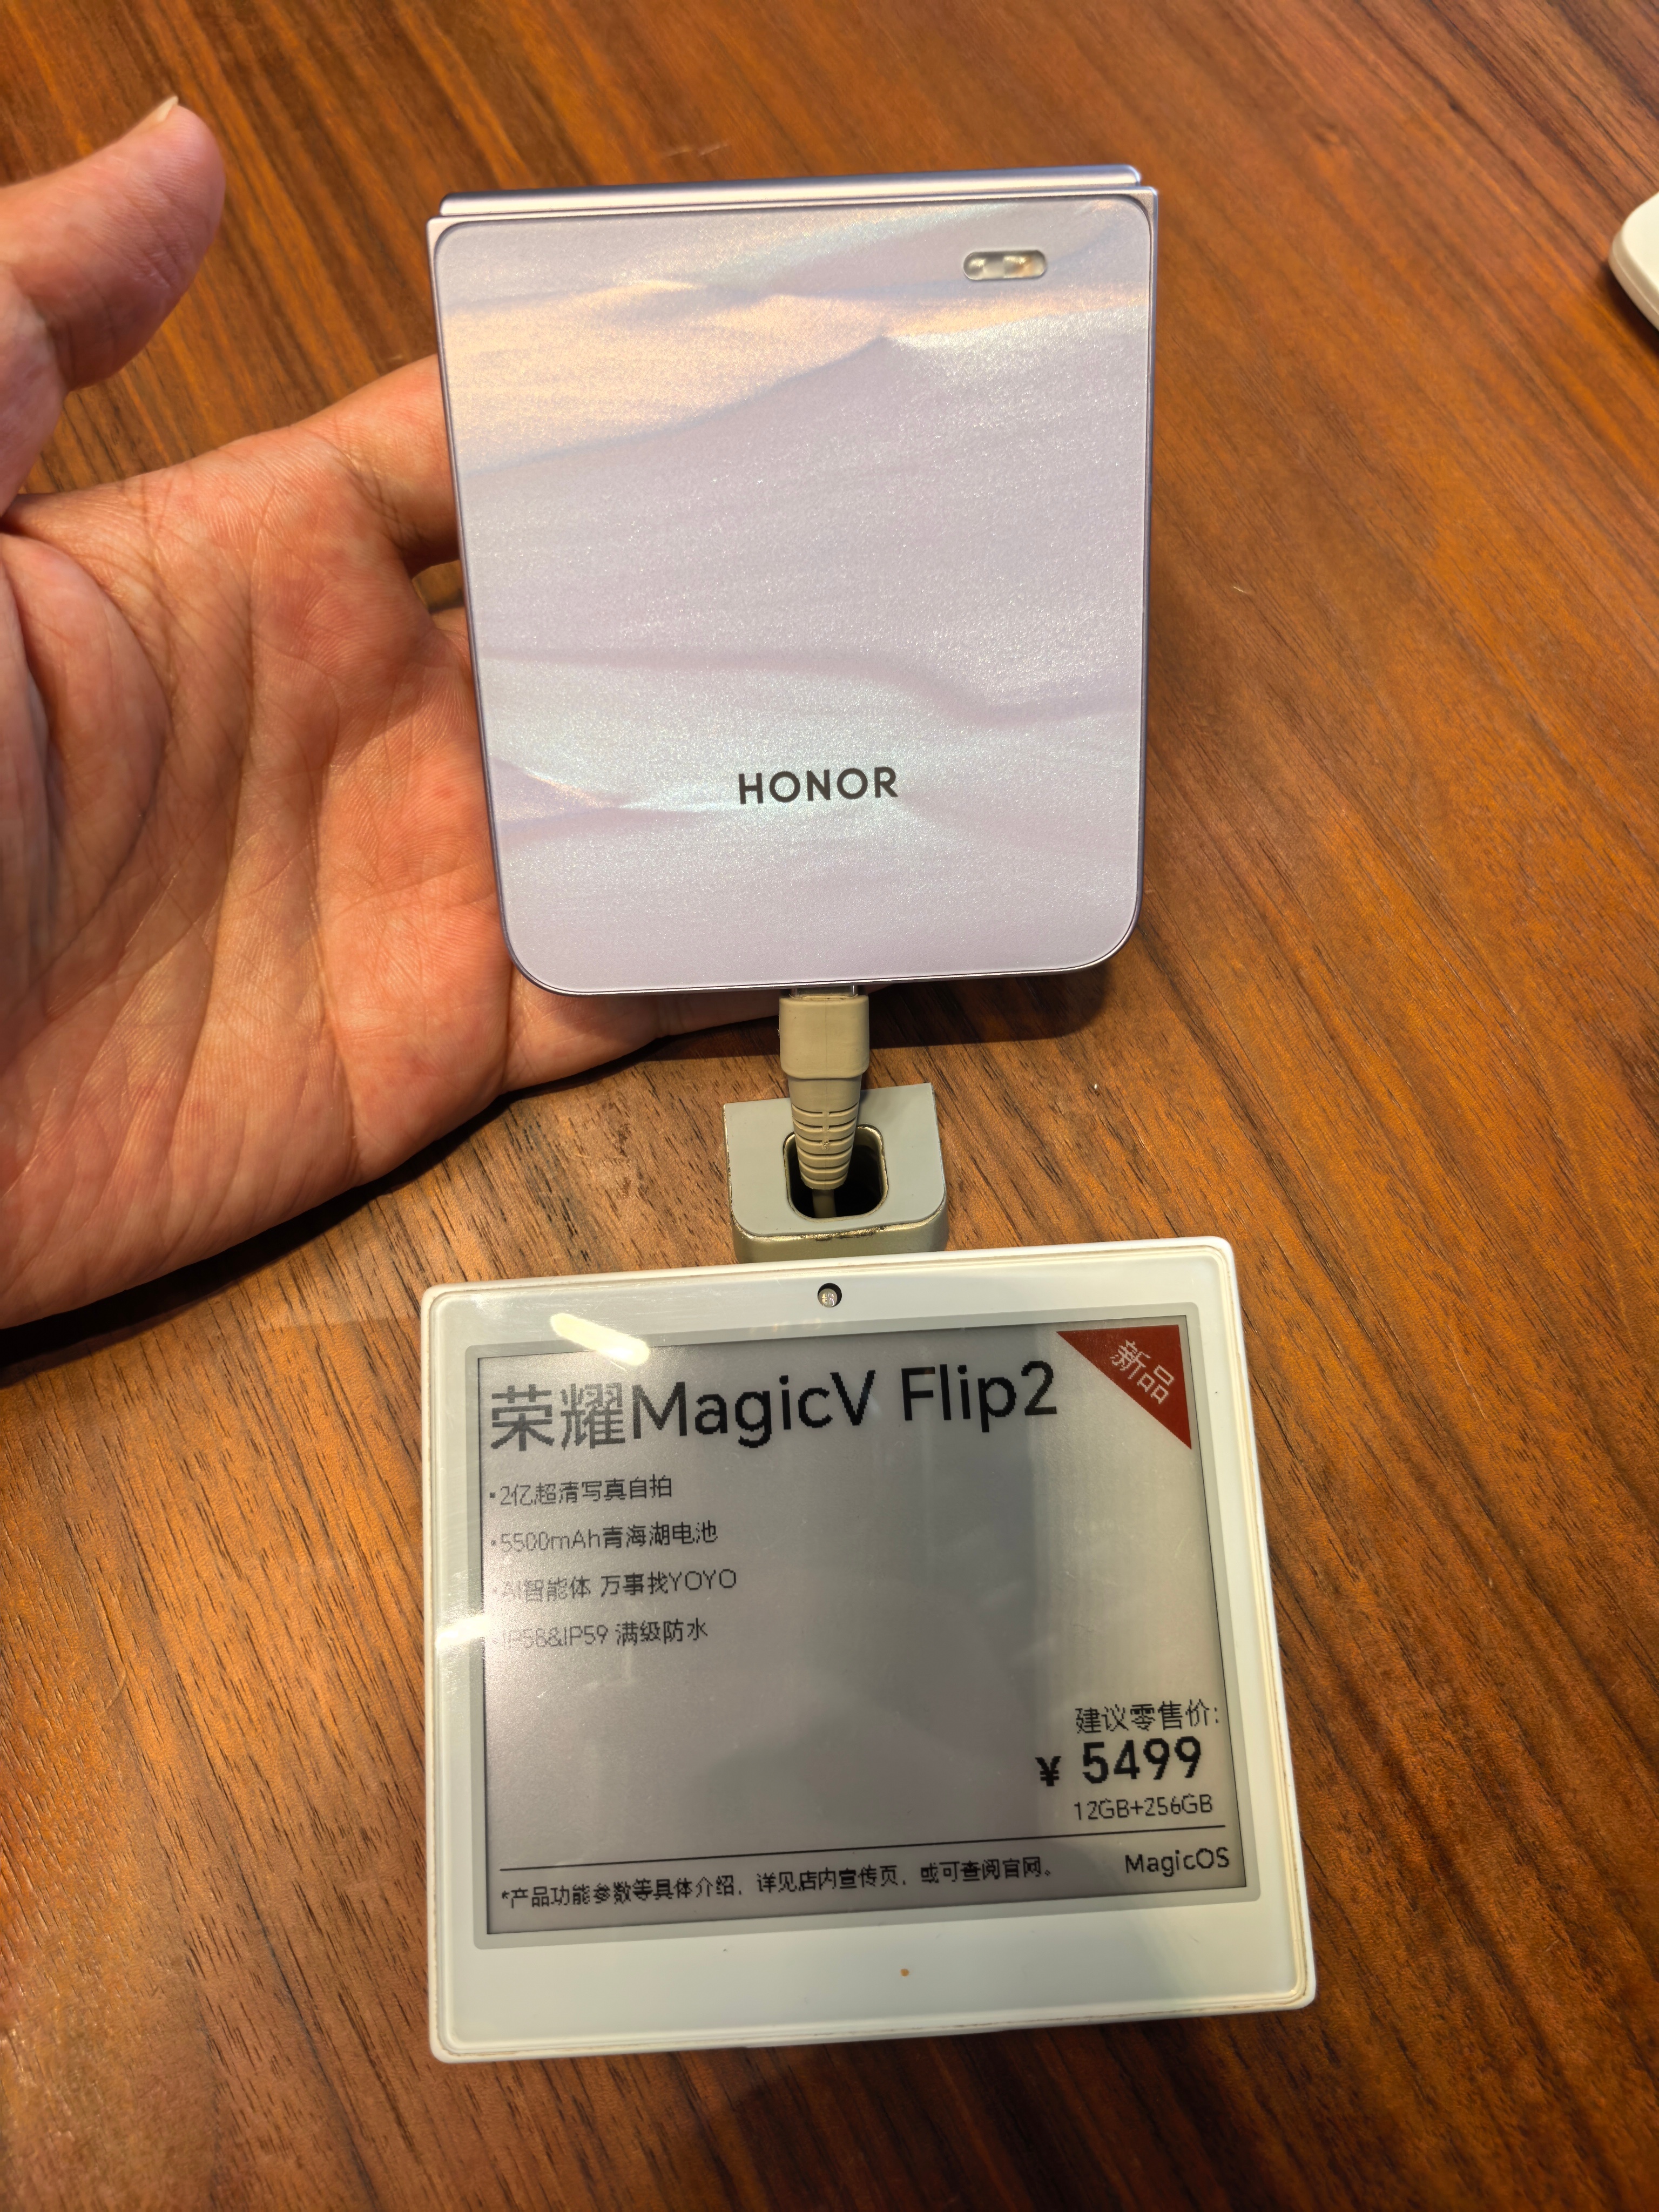 HONOR
荣耀MagicV Flip2
新品
·2亿超清写真自拍
·5500mAh青海湖电池
·AI智能体 万事找YOYO
·IP58&IP59 满级防水
建议零售价:
¥ 5499
12GB+256GB
MagicOS
*产品功能参数等具体介绍，详见店内宣传页，或可查阅官网。